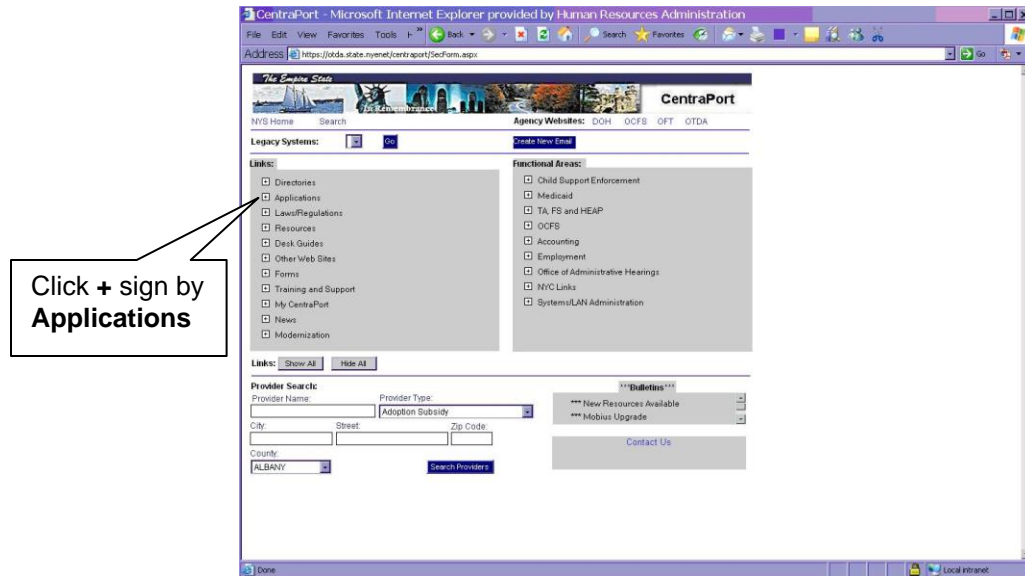 CentraPort - Microsoft Internet Explorer provided by Human Resources Administration
File Edit View Favorites Tools H » Back Search Favorites
Address https://otda.state.nyenet/centraport/SecForm.aspx Go
The Empire State
In Remembrance
CentraPort
NYS Home Search Agency Websites: DOH OCFS OFT OTDA
Legacy Systems: Go Create New Email
Links:
Directories
Applications
Laws/Regulations
Resources
Desk Guides
Other Web Sites
Forms
Training and Support
My CentraPort
News
Modernization
Functional Areas:
Child Support Enforcement
Medicaid
TA, FS and HEAP
OCFS
Accounting
Employment
Office of Administrative Hearings
NYC Links
Systems/LAN Administration
Click + sign by
Applications
Links: Show All Hide All
Provider Search:
Provider Name: Provider Type:
Adoption Subsidy
City: Street: Zip Code:
County:
ALBANY Search Providers
***Bulletins***
*** New Resources Available
*** Mobius Upgrade
Contact Us
Done Local intranet